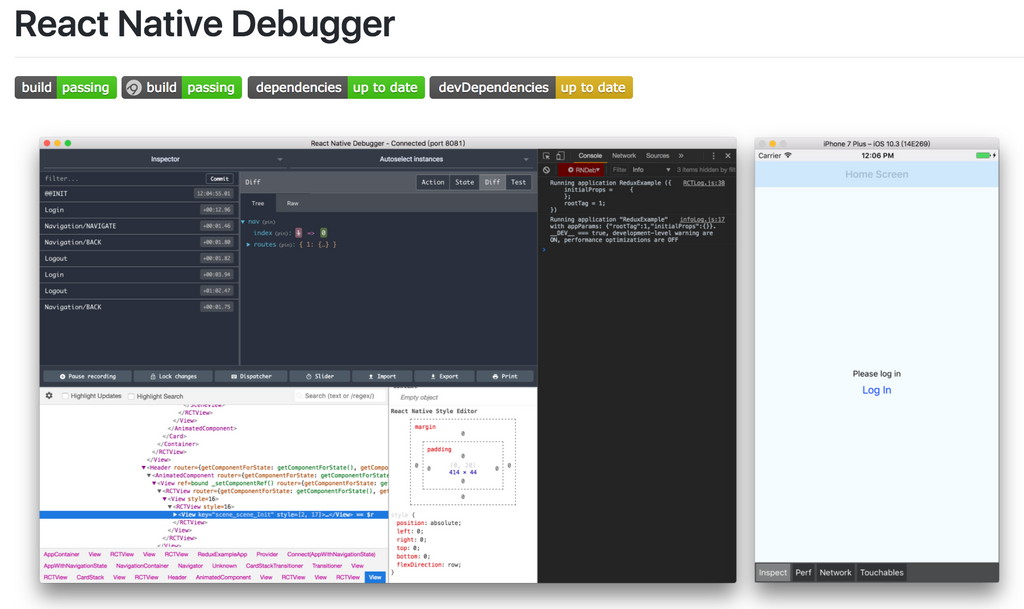 React Native Debugger
build passing build passing dependencies up to date devDependencies up to date
React Native Debugger - Connected (port 8081)
Inspector Autoselect instances
filter... Commit
@@INIT 12:04:55.01
Login +00:12.96
Navigation/NAVIGATE +00:01.46
Navigation/BACK +00:01.80
Logout +00:01.82
Login +00:03.94
Logout +01:02.47
Navigation/BACK +00:01.75
Diff Action State Diff Test
Tree Raw
nav (pin)
index (pin): 1 => 0
routes (pin): { 1: {…} }
Pause recording Lock changes Dispatcher Slider Import Export Print
Console Network Sources »
RNDeb Filter Info 3 items hidden by fil
Running application ReduxExample ({ RCTLog.js:38
initialProps = {
};
rootTag = 1;
})
Running application "ReduxExample" infoLog.js:17
with appParams: {"rootTag":1,"initialProps":{}}.
__DEV__ === true, development-level warning are
ON, performance optimizations are OFF
Highlight Updates Highlight Search Search (text or /regex/)
</RCTView>
</View>
</AnimatedComponent>
</Card>
</Container>
</RCTView>
</View>
<Header router={getComponentForState: getComponentForState(), getCompo
<AnimatedComponent router={getComponentForState: getComponentForState
<View ref=bound _setComponentRef() router={getComponentForState: ge
<RCTView router={getComponentForState: getComponentForState(), get
<View style=16>
<RCTView style=16>
<View key="scene_scene_Init" style=[2, 17]>…</View> == $r
</RCTView>
</View>
</RCTView>
AppContainer View RCTView View RCTView ReduxExampleApp Provider Connect(AppWithNavigationState)
AppWithNavigationState NavigationContainer Navigator Unknown CardStackTransitioner Transitioner View
RCTView CardStack View RCTView Header AnimatedComponent View RCTView View RCTView View
Empty object
React Native Style Editor
margin
0
padding
0
0 0 (0, 20) 0 0
414 × 44
0
0
style {
position: absolute;
left: 0;
right: 0;
top: 0;
bottom: 0;
flexDirection: row;
}
iPhone 7 Plus – iOS 10.3 (14E269)
Carrier 12:06 PM
Home Screen
Please log in
Log In
Inspect Perf Network Touchables